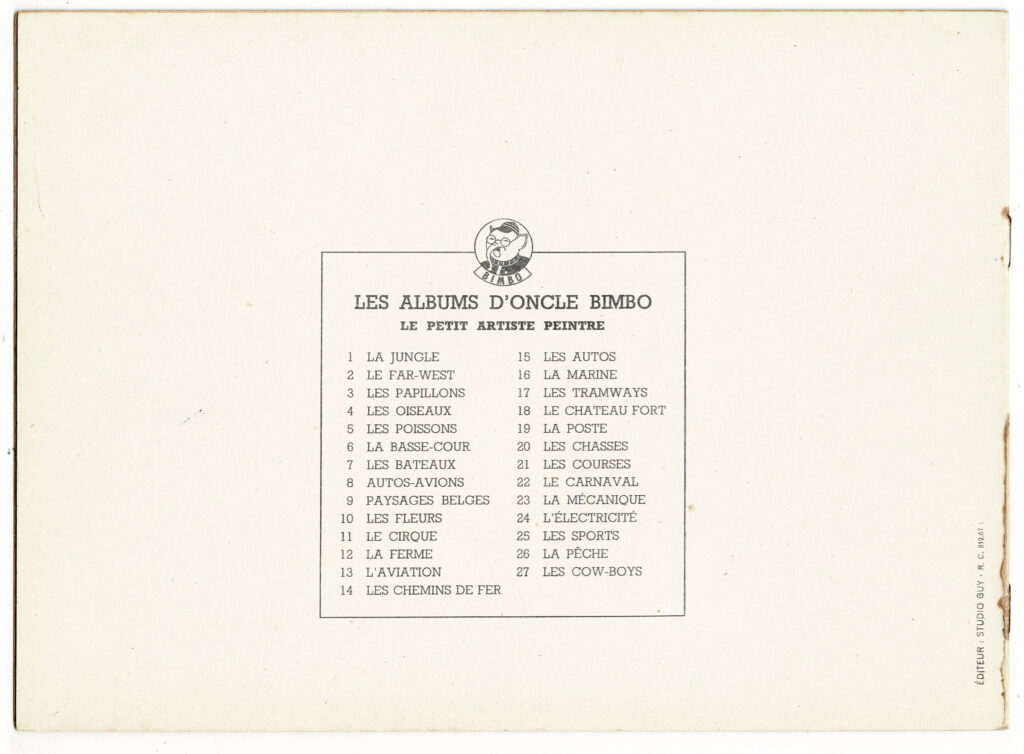 BIMBO
LES ALBUMS D'ONCLE BIMBO
LE PETIT ARTISTE PEINTRE
1 LA JUNGLE
2 LE FAR-WEST
3 LES PAPILLONS
4 LES OISEAUX
5 LES POISSONS
6 LA BASSE-COUR
7 LES BATEAUX
8 AUTOS-AVIONS
9 PAYSAGES BELGES
10 LES FLEURS
11 LE CIRQUE
12 LA FERME
13 L'AVIATION
14 LES CHEMINS DE FER
15 LES AUTOS
16 LA MARINE
17 LES TRAMWAYS
18 LE CHATEAU FORT
19 LA POSTE
20 LES CHASSES
21 LES COURSES
22 LE CARNAVAL
23 LA MÉCANIQUE
24 L'ÉLECTRICITÉ
25 LES SPORTS
26 LA PÊCHE
27 LES COW-BOYS
ÉDITEUR : STUDIO GUY - R. C.